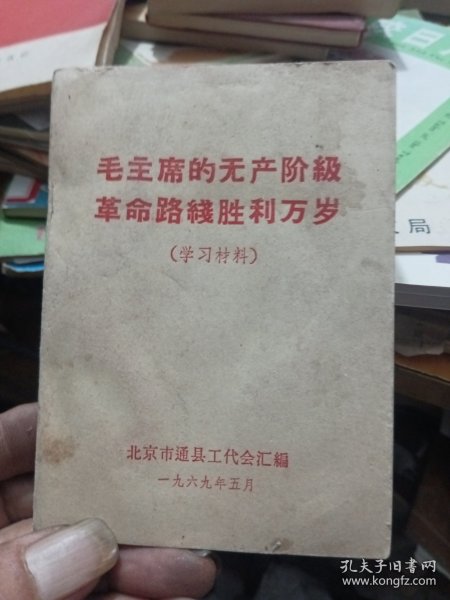 毛主席的无产阶級
革命路綫胜利万岁
（学习材料）
北京市通县工代会汇編
一九六九年五月
局
孔夫子旧书网
www.kongfz.com